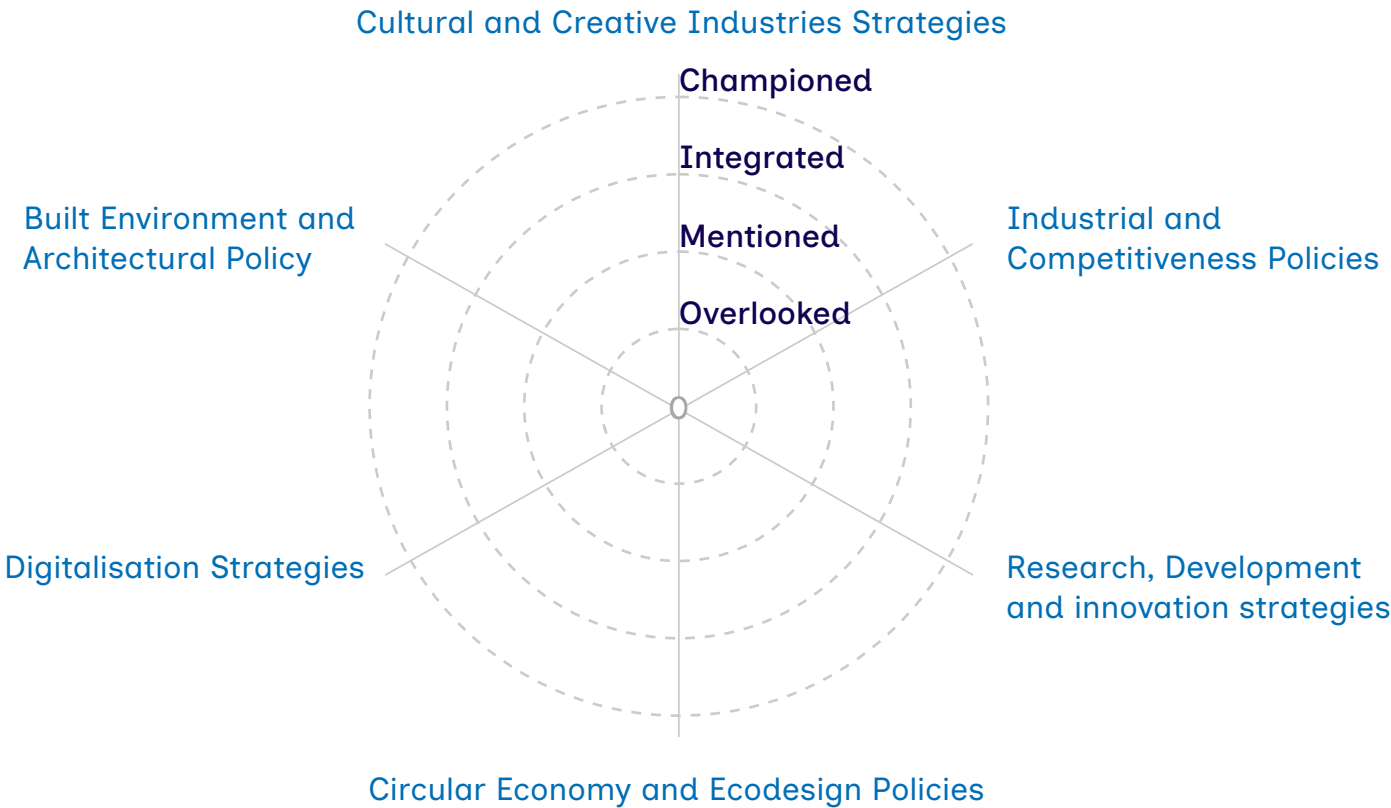 Cultural and Creative Industries Strategies
Championed
Integrated
Mentioned
Overlooked
0
Built Environment and
Architectural Policy
Industrial and
Competitiveness Policies
Digitalisation Strategies
Research, Development
and innovation strategies
Circular Economy and Ecodesign Policies